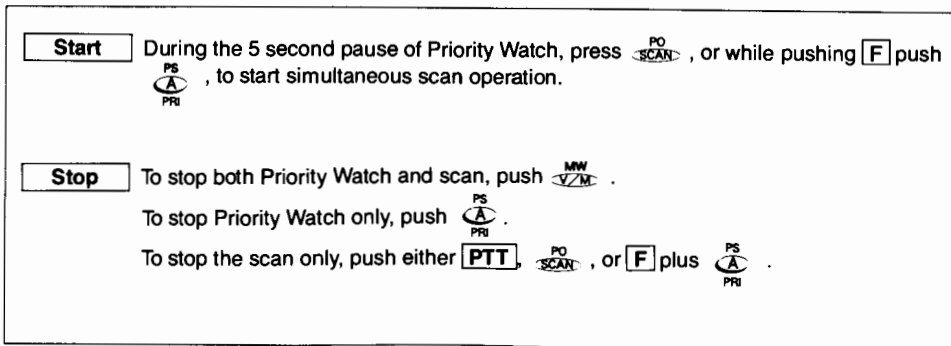 Start During the 5 second pause of Priority Watch, press PO SCAN , or while pushing F push
PS A PRI , to start simultaneous scan operation.
Stop To stop both Priority Watch and scan, push MW V/M .
To stop Priority Watch only, push PS A PRI .
To stop the scan only, push either PTT, PO SCAN , or F plus PS A PRI .